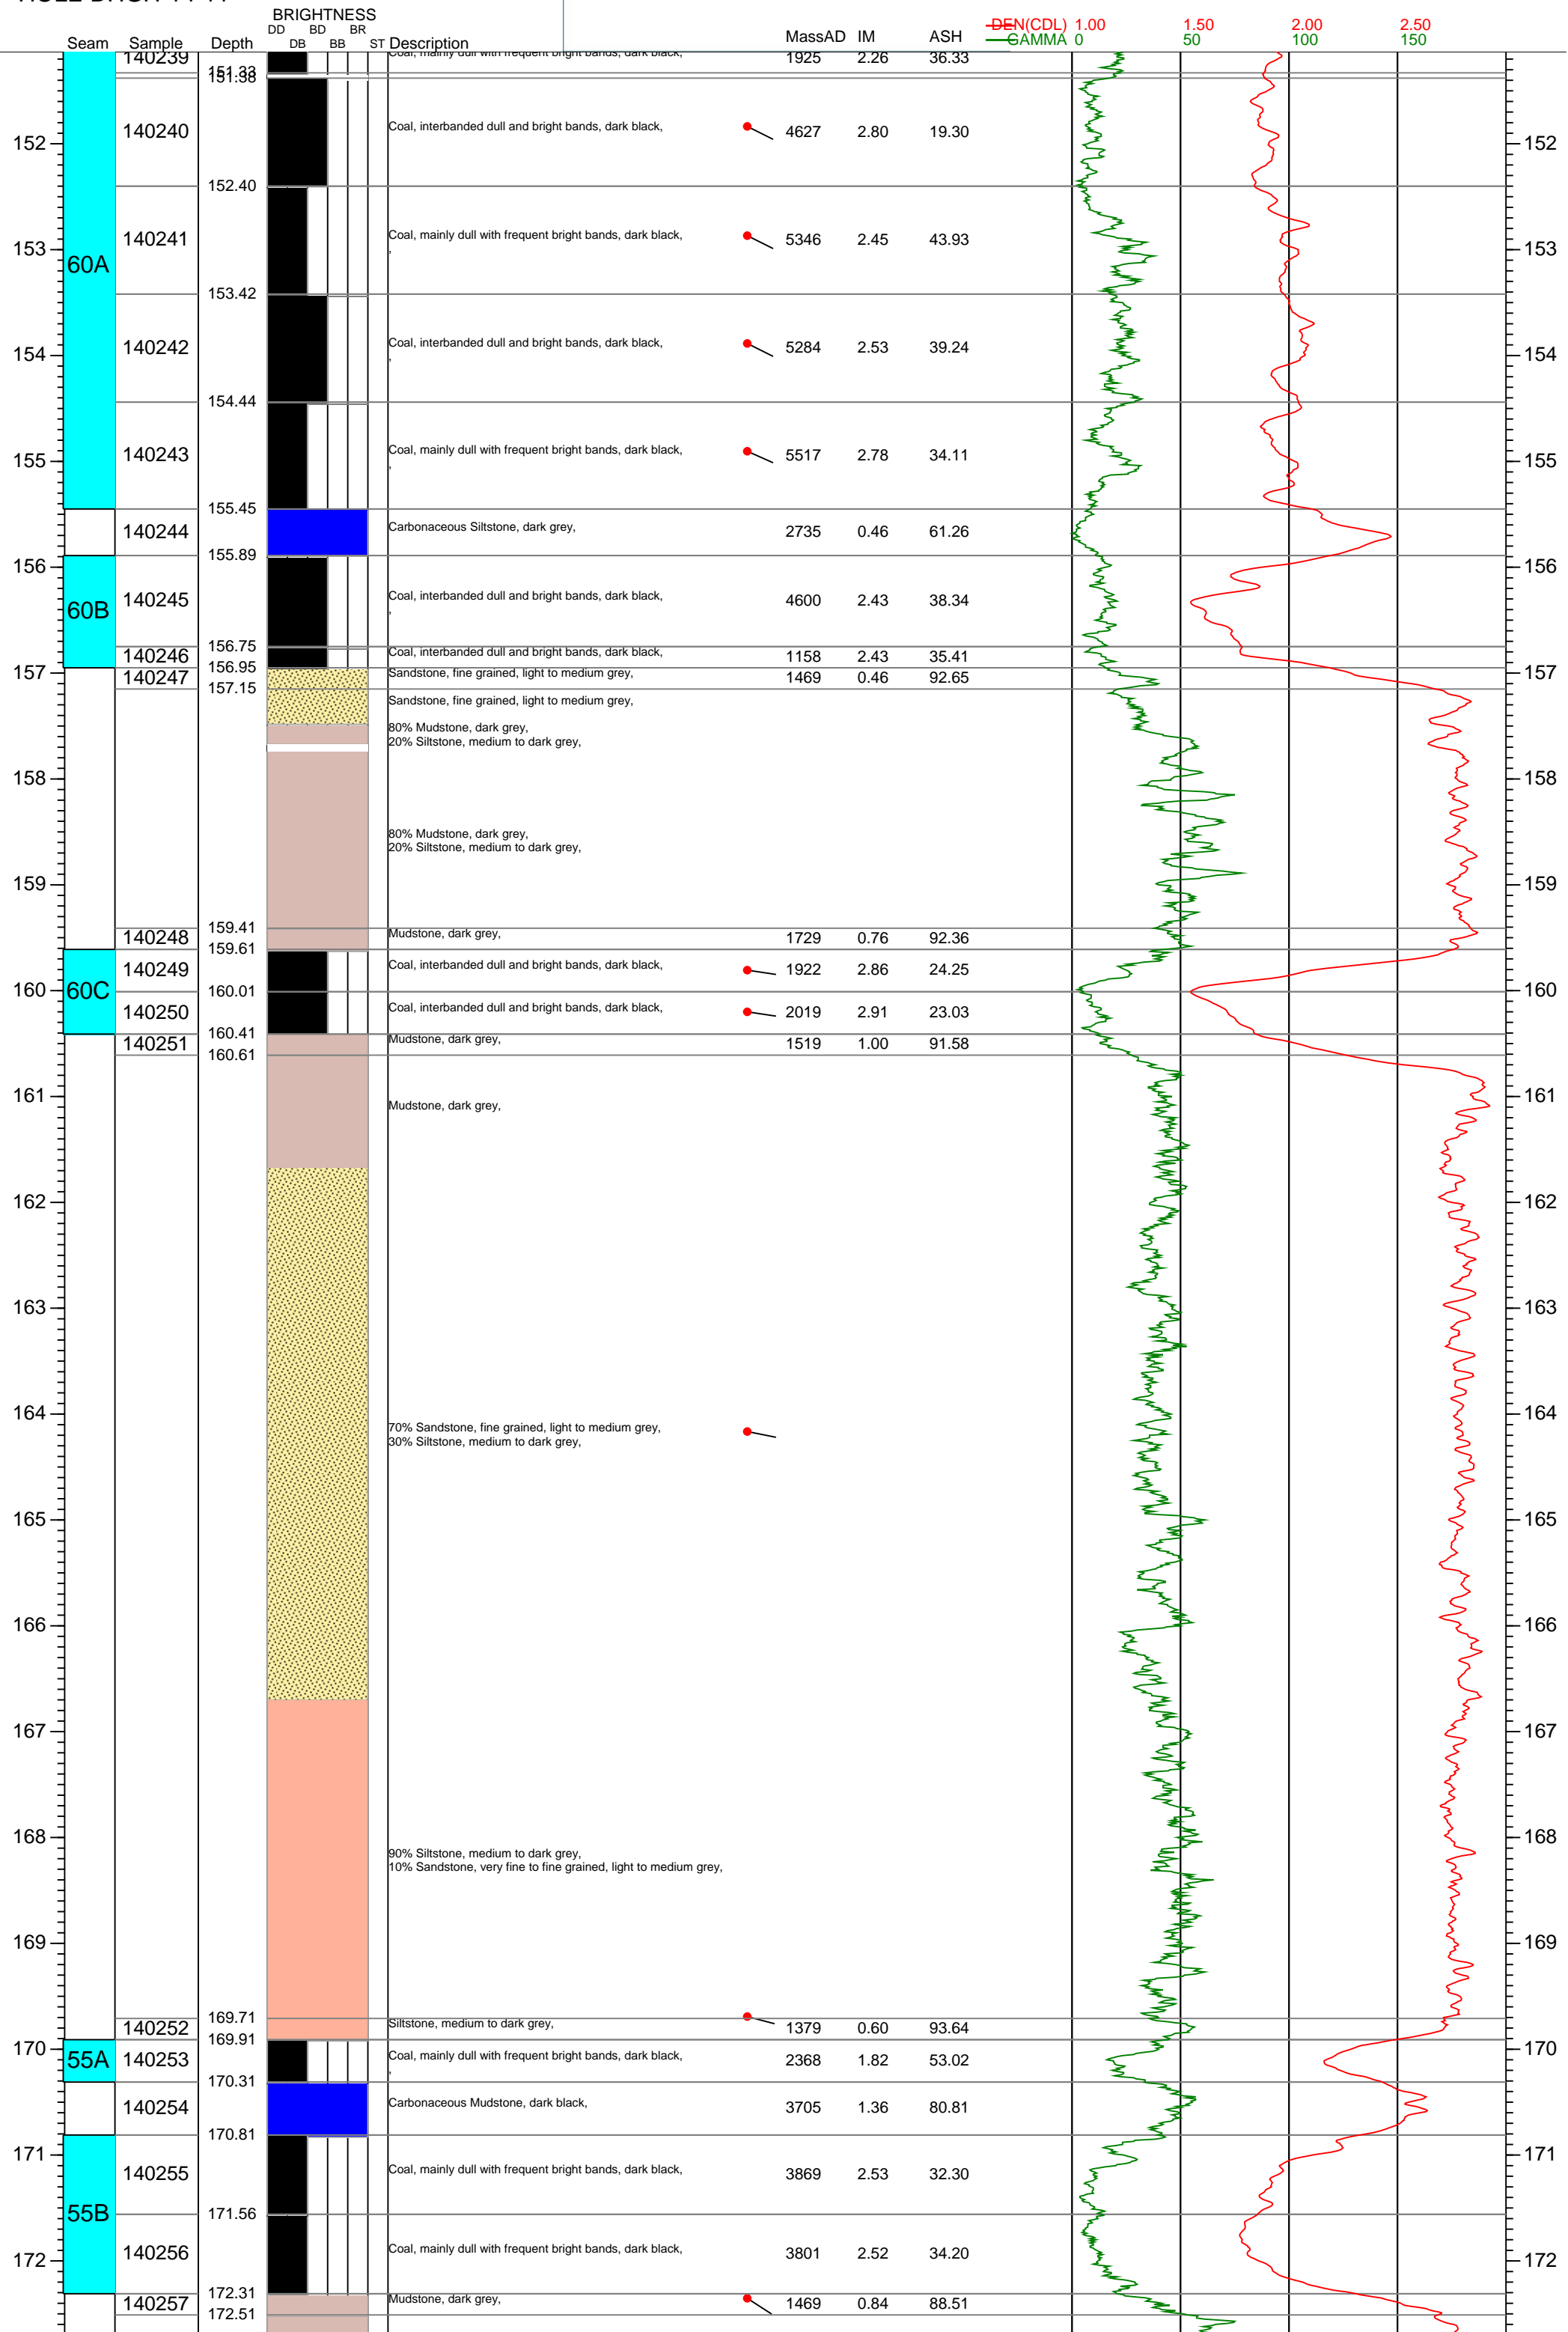 BRIGHTNESS
DD BD BR
DB BB ST
Seam Sample Depth Description MassAD IM ASH
DEN(CDL) 1.00 1.50 2.00 2.50
GAMMA 0 50 100 150
140239 Coal, mainly dull with frequent bright bands, dark black, 1925 2.26 36.33
151.33
151.38
140240 Coal, interbanded dull and bright bands, dark black, 4627 2.80 19.30
152 152
152.40
140241 Coal, mainly dull with frequent bright bands, dark black, 5346 2.45 43.93
,
153 153
60A
153.42
140242 Coal, interbanded dull and bright bands, dark black, 5284 2.53 39.24
,
154 154
154.44
140243 Coal, mainly dull with frequent bright bands, dark black, 5517 2.78 34.11
,
155 155
155.45
140244 Carbonaceous Siltstone, dark grey, 2735 0.46 61.26
155.89
156 156
60B 140245 Coal, interbanded dull and bright bands, dark black, 4600 2.43 38.34
,
156.75
140246 Coal, interbanded dull and bright bands, dark black, 1158 2.43 35.41
156.95
157 140247 Sandstone, fine grained, light to medium grey, 1469 0.46 92.65 157
157.15
Sandstone, fine grained, light to medium grey,
80% Mudstone, dark grey,
20% Siltstone, medium to dark grey,
158 158
80% Mudstone, dark grey,
20% Siltstone, medium to dark grey,
159 159
159.41
140248 Mudstone, dark grey, 1729 0.76 92.36
159.61
140249 Coal, interbanded dull and bright bands, dark black, 1922 2.86 24.25
160 60C 160.01 160
140250 Coal, interbanded dull and bright bands, dark black, 2019 2.91 23.03
160.41
140251 Mudstone, dark grey, 1519 1.00 91.58
160.61
161 Mudstone, dark grey, 161
162 162
163 163
164 164
70% Sandstone, fine grained, light to medium grey,
30% Siltstone, medium to dark grey,
165 165
166 166
167 167
168 168
90% Siltstone, medium to dark grey,
10% Sandstone, very fine to fine grained, light to medium grey,
169 169
169.71
140252 Siltstone, medium to dark grey, 1379 0.60 93.64
169.91
170 55A 140253 Coal, mainly dull with frequent bright bands, dark black, 2368 1.82 53.02 170
,
170.31
140254 Carbonaceous Mudstone, dark black, 3705 1.36 80.81
170.81
171 171
140255 Coal, mainly dull with frequent bright bands, dark black, 3869 2.53 32.30
55B 171.56
172 140256 Coal, mainly dull with frequent bright bands, dark black, 3801 2.52 34.20 172
172.31
140257 Mudstone, dark grey, 1469 0.84 88.51
172.51